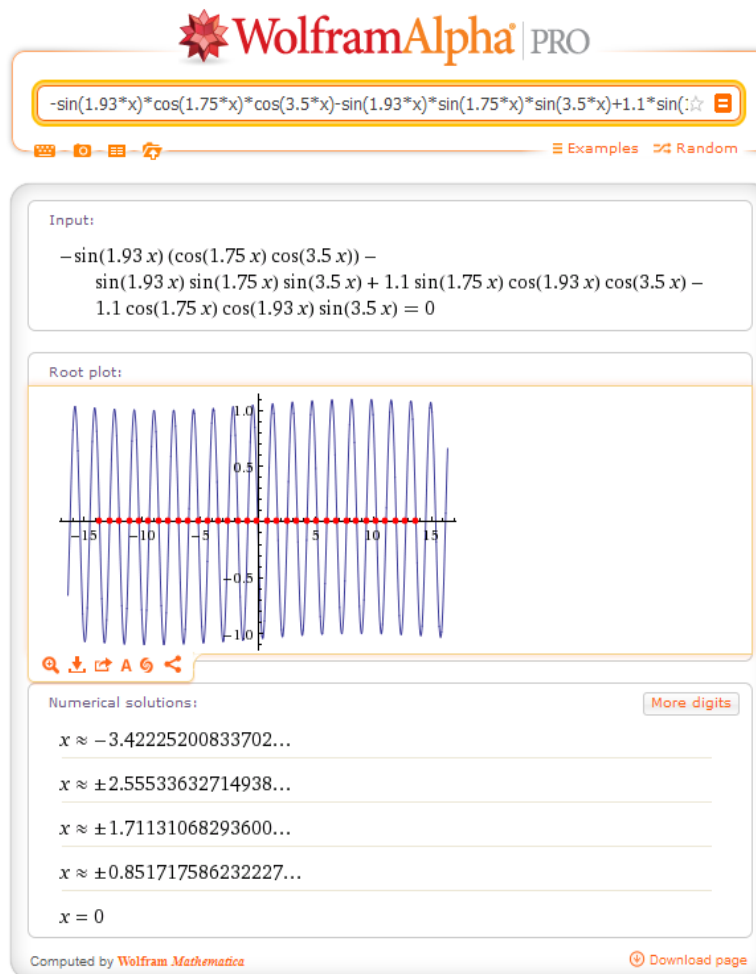 WolframAlpha PRO
-sin(1.93*x)*cos(1.75*x)*cos(3.5*x)-sin(1.93*x)*sin(1.75*x)*sin(3.5*x)+1.1*sin(
Examples Random
Input:
−sin(1.93 x) (cos(1.75 x) cos(3.5 x)) −
sin(1.93 x) sin(1.75 x) sin(3.5 x) + 1.1 sin(1.75 x) cos(1.93 x) cos(3.5 x) −
1.1 cos(1.75 x) cos(1.93 x) sin(3.5 x) = 0
Root plot:
1.0
0.5
−15 −10 −5 5 10 15
−0.5
−1.0
A
Numerical solutions:
More digits
x ≈ −3.42225200833702...
x ≈ ±2.55533632714938...
x ≈ ±1.71131068293600...
x ≈ ±0.851717586232227...
x = 0
Computed by Wolfram Mathematica
Download page